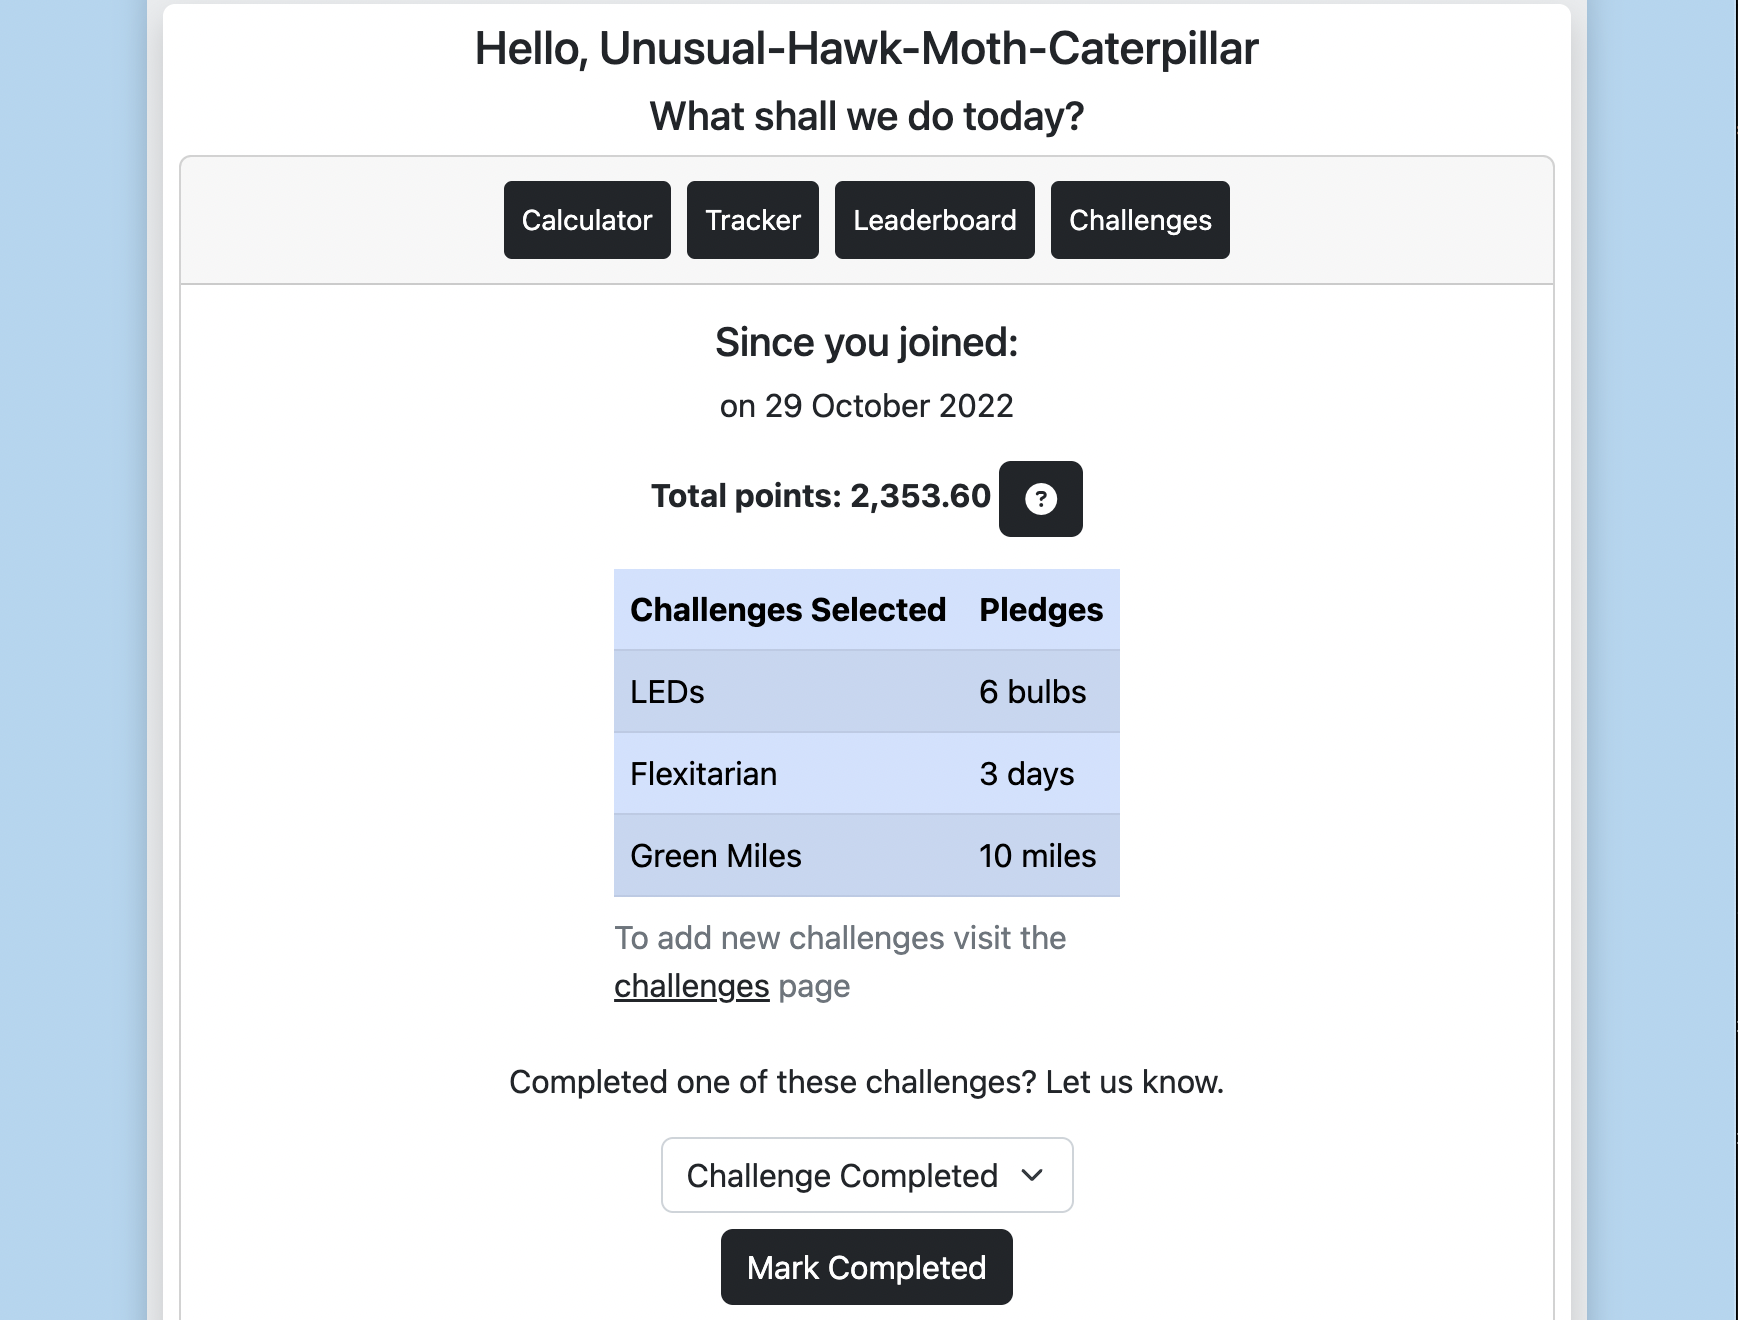 Hello, Unusual-Hawk-Moth-Caterpillar
What shall we do today?
Calculator Tracker Leaderboard Challenges
Since you joined:
on 29 October 2022
Total points: 2,353.60 ?
Challenges Selected Pledges
LEDs 6 bulbs
Flexitarian 3 days
Green Miles 10 miles
To add new challenges visit the
challenges page
Completed one of these challenges? Let us know.
Challenge Completed
Mark Completed